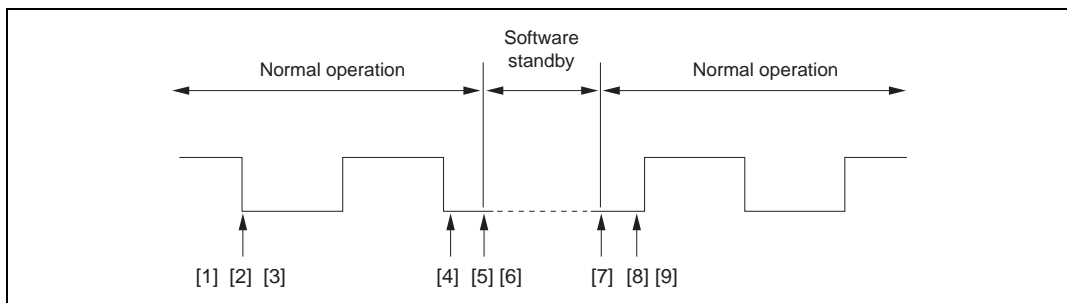 Software
standby
Normal operation
Normal operation
[1] [2] [3] [4] [5] [6] [7] [8] [9]